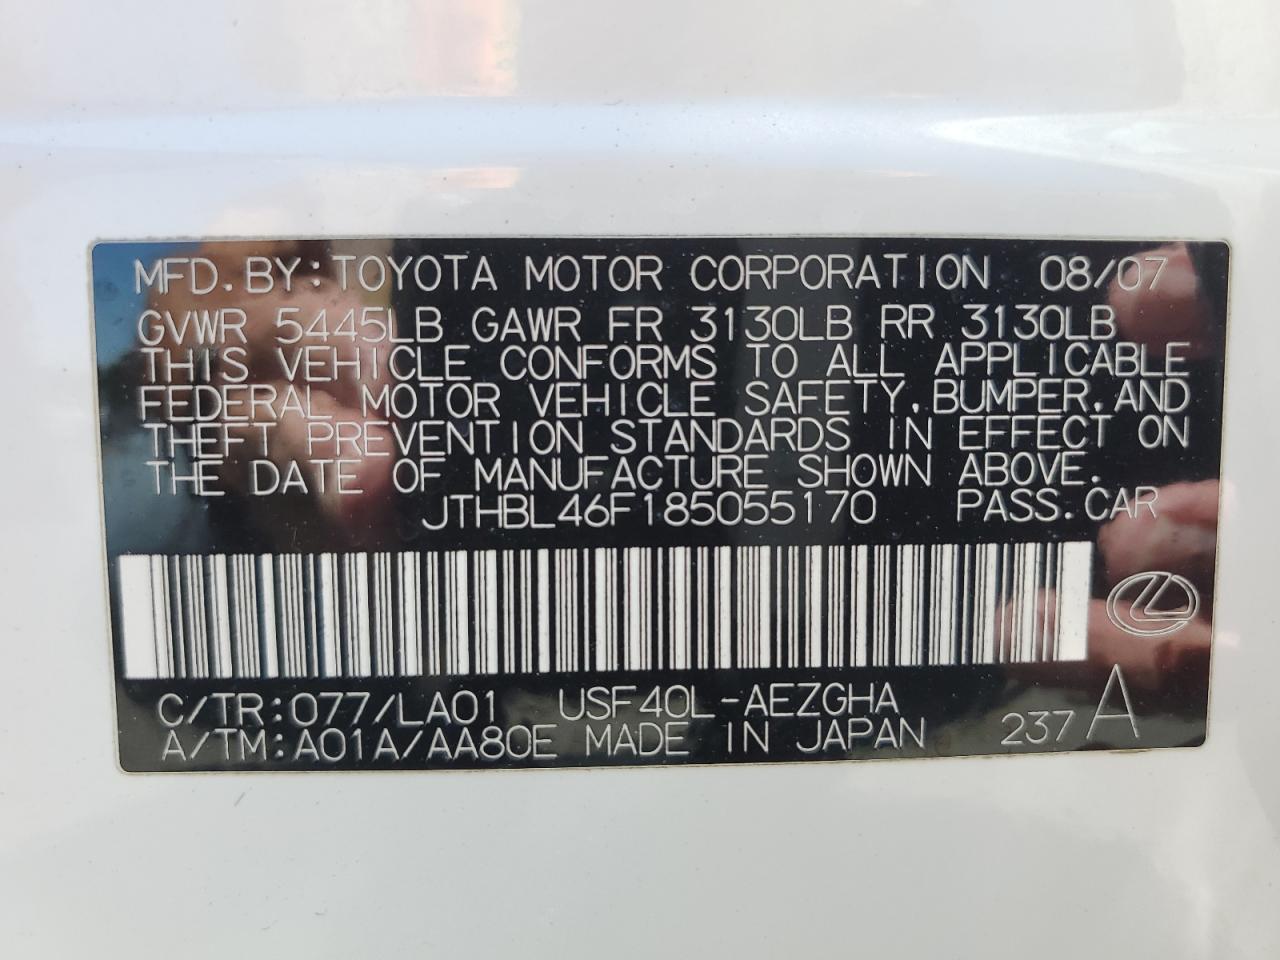 MFD.BY:TOYOTA MOTOR CORPORATION 08/07
GVWR 5445LB GAWR FR 3130LB RR 3130LB
THIS VEHICLE CONFORMS TO ALL APPLICABLE
FEDERAL MOTOR VEHICLE SAFETY,BUMPER,AND
THEFT PREVENTION STANDARDS IN EFFECT ON
THE DATE OF MANUFACTURE SHOWN ABOVE.
JTHBL46F185055170 PASS.CAR
C/TR:077/LA01 USF40L-AEZGHA
A/TM:A01A/AA80E MADE IN JAPAN 237 A